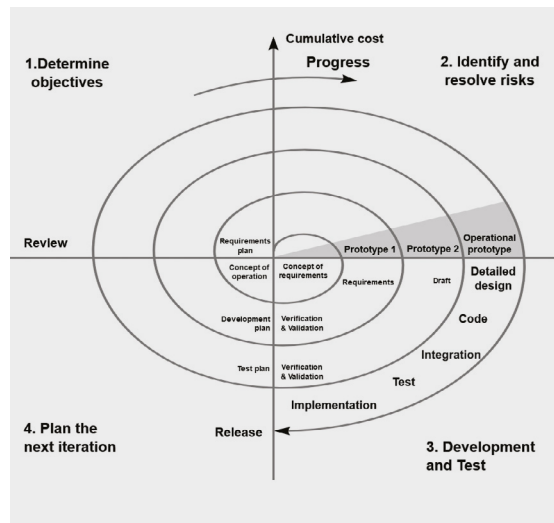 Cumulative cost
1.Determine
objectives
Progress
2. Identify and
resolve risks
Review
Requirements
plan
Prototype 1
Prototype 2
Operational
prototype
Concept of
operation
Concept of
requirements
Requirements
Draft
Detailed
design
Development
plan
Verification
& Validation
Code
Integration
Test plan
Verification
& Validation
Test
Implementation
4. Plan the
next iteration
Release
3. Development
and Test